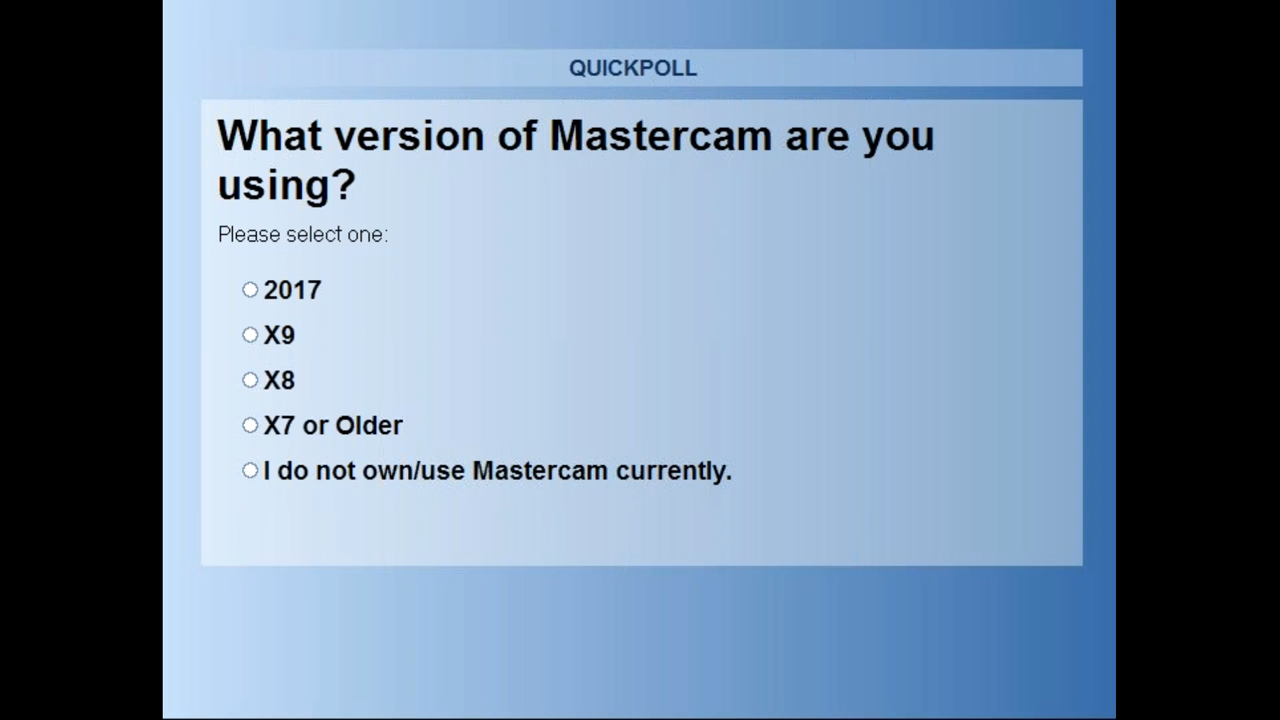 QUICKPOLL
What version of Mastercam are you
using?
Please select one:
2017
X9
X8
X7 or Older
I do not own/use Mastercam currently.